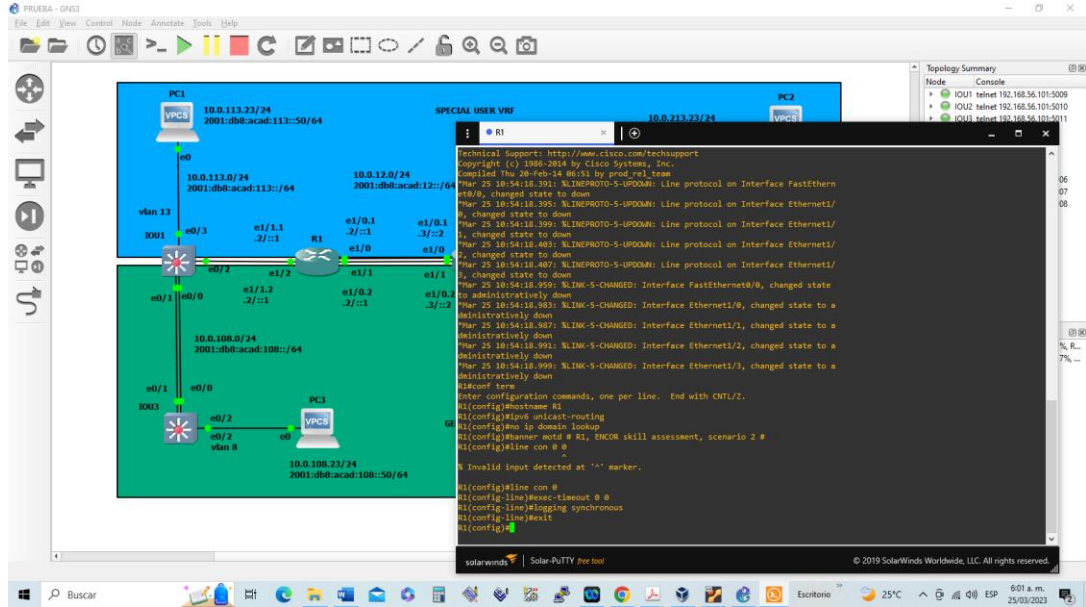 PRUEBA - GNS3
File Edit View Control Node Annotate Tools Help
Topology Summary
Node Console
IOU1 telnet 192.168.56.101:5009
IOU2 telnet 192.168.56.101:5010
IOU3 telnet 192.168.56.101:5011
06
07
08
%, R...
7%, ...
PC1
VPCS
10.0.113.23/24
2001:db8:acad:113::50/64
SPECIAL USER VRF
PC2
10.0.213.23/24
VPCS
e0
10.0.113.0/24
2001:db8:acad:113::/64
10.0.12.0/24
2001:db8:acad:12::/64
vlan 13
IOU1
e0/3
e1/1.1
.2/::1
R1
e1/0.1
.2/::1
e1/0.1
.3/::2
e1/0
e1/0
e0/2
e1/2
e1/1
e1/1
e0/1
e0/0
e1/1.2
.2/::1
e1/0.2
.2/::1
e1/0.2
.3/::2
10.0.108.0/24
2001:db8:acad:108::/64
e0/1
e0/0
IOU3
PC3
VPCS
e0/2
e0/2
e0
vlan 8
GE
10.0.108.23/24
2001:db8:acad:108::50/64
R1
Technical Support: http://www.cisco.com/techsupport
Copyright (c) 1986-2014 by Cisco Systems, Inc.
Compiled Thu 20-Feb-14 06:51 by prod_rel_team
*Mar 25 10:54:18.391: %LINEPROTO-5-UPDOWN: Line protocol on Interface FastEthern
et0/0, changed state to down
*Mar 25 10:54:18.395: %LINEPROTO-5-UPDOWN: Line protocol on Interface Ethernet1/
0, changed state to down
*Mar 25 10:54:18.399: %LINEPROTO-5-UPDOWN: Line protocol on Interface Ethernet1/
1, changed state to down
*Mar 25 10:54:18.403: %LINEPROTO-5-UPDOWN: Line protocol on Interface Ethernet1/
2, changed state to down
*Mar 25 10:54:18.407: %LINEPROTO-5-UPDOWN: Line protocol on Interface Ethernet1/
3, changed state to down
*Mar 25 10:54:18.959: %LINK-5-CHANGED: Interface FastEthernet0/0, changed state
to administratively down
*Mar 25 10:54:18.983: %LINK-5-CHANGED: Interface Ethernet1/0, changed state to a
dministratively down
*Mar 25 10:54:18.987: %LINK-5-CHANGED: Interface Ethernet1/1, changed state to a
dministratively down
*Mar 25 10:54:18.991: %LINK-5-CHANGED: Interface Ethernet1/2, changed state to a
dministratively down
*Mar 25 10:54:18.999: %LINK-5-CHANGED: Interface Ethernet1/3, changed state to a
dministratively down
R1#conf term
Enter configuration commands, one per line. End with CNTL/Z.
R1(config)#hostname R1
R1(config)#ipv6 unicast-routing
R1(config)#no ip domain lookup
R1(config)#banner motd # R1, ENCOR skill assessment, scenario 2 #
R1(config)#line con 0 0
^
% Invalid input detected at '^' marker.
R1(config)#line con 0
R1(config-line)#exec-timeout 0 0
R1(config-line)#logging synchronous
R1(config-line)#exit
R1(config)#
solarwinds | Solar-PuTTY free tool
© 2019 SolarWinds Worldwide, LLC. All rights reserved.
Buscar
Escritorio
25°C
ESP
6:01 a. m.
25/03/2023
2